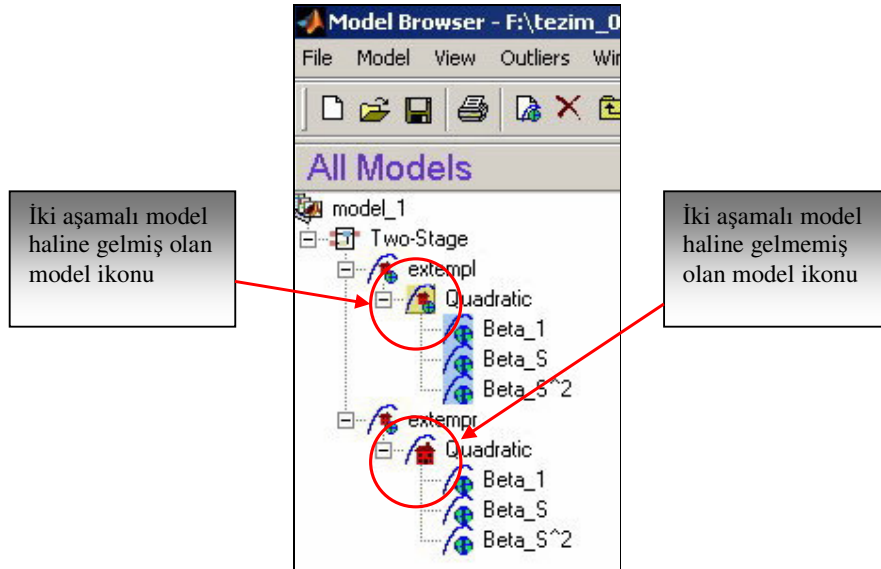 Model Browser - F:\tezim_0
File Model View Outliers Wi
All Models
model_1
Two-Stage
extempl
Quadratic
Beta_1
Beta_S
Beta_S^2
extempr
Quadratic
Beta_1
Beta_S
Beta_S^2
İki aşamalı model
haline gelmiş olan
model ikonu
İki aşamalı model
haline gelmemiş
olan model ikonu